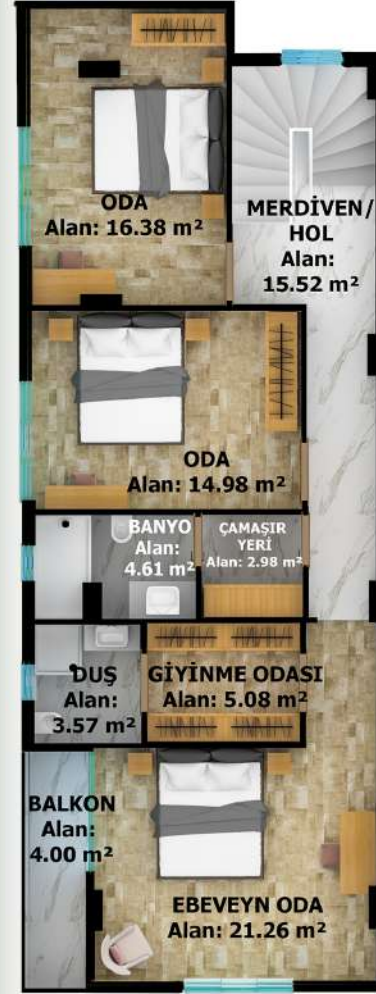 ODA
Alan: 16.38 m²
MERDİVEN/
HOL
Alan:
15.52 m²
ODA
Alan: 14.98 m²
BANYO
Alan:
4.61 m²
ÇAMAŞIR
YERİ
Alan: 2.98 m²
DUŞ
Alan:
3.57 m²
GİYİNME ODASI
Alan: 5.08 m²
BALKON
Alan:
4.00 m²
EBEVEYN ODA
Alan: 21.26 m²